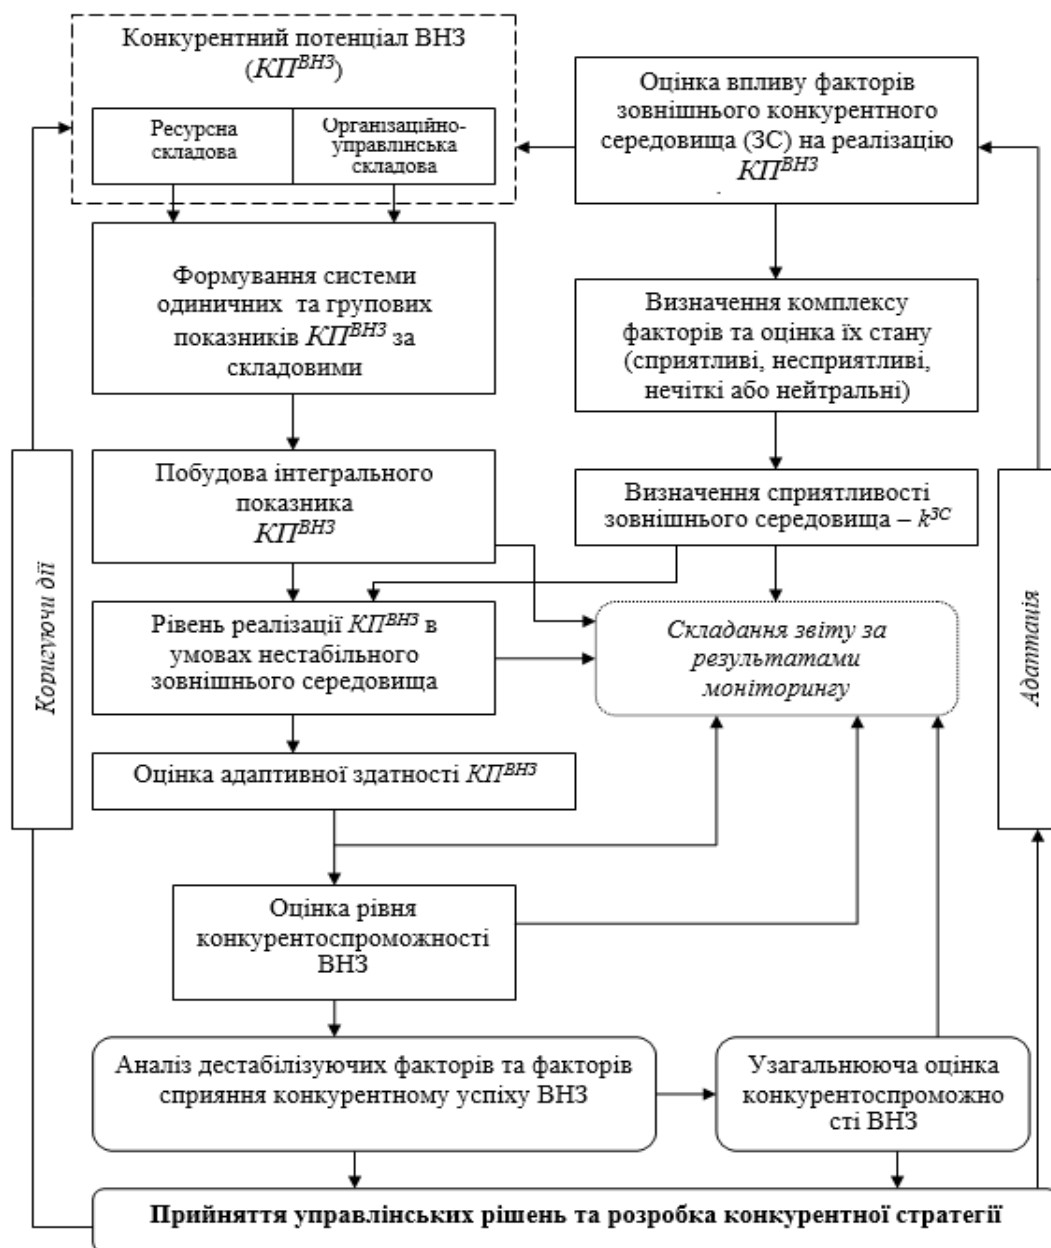 Конкурентний потенціал ВНЗ
(КП^ВНЗ)
Ресурсна
складова
Організаційно-
управлінська
складова
Оцінка впливу факторів
зовнішнього конкурентного
середовища (ЗС) на реалізацію
КП^ВНЗ
Формування системи
одиничних та групових
показників КП^ВНЗ за
складовими
Визначення комплексу
факторів та оцінка їх стану
(сприятливі, несприятливі,
нечіткі або нейтральні)
Побудова інтегрального
показника
КП^ВНЗ
Визначення сприятливості
зовнішнього середовища – k^ЗС
Коригуючи дії
Рівень реалізації КП^ВНЗ в
умовах нестабільного
зовнішнього середовища
Складання звіту за
результатами
моніторингу
Адаптація
Оцінка адаптивної здатності КП^ВНЗ
Оцінка рівня
конкурентоспроможності
ВНЗ
Аналіз дестабілізуючих факторів та факторів
сприяння конкурентному успіху ВНЗ
Узагальнююча оцінка
конкурентоспроможно
сті ВНЗ
Прийняття управлінських рішень та розробка конкурентної стратегії